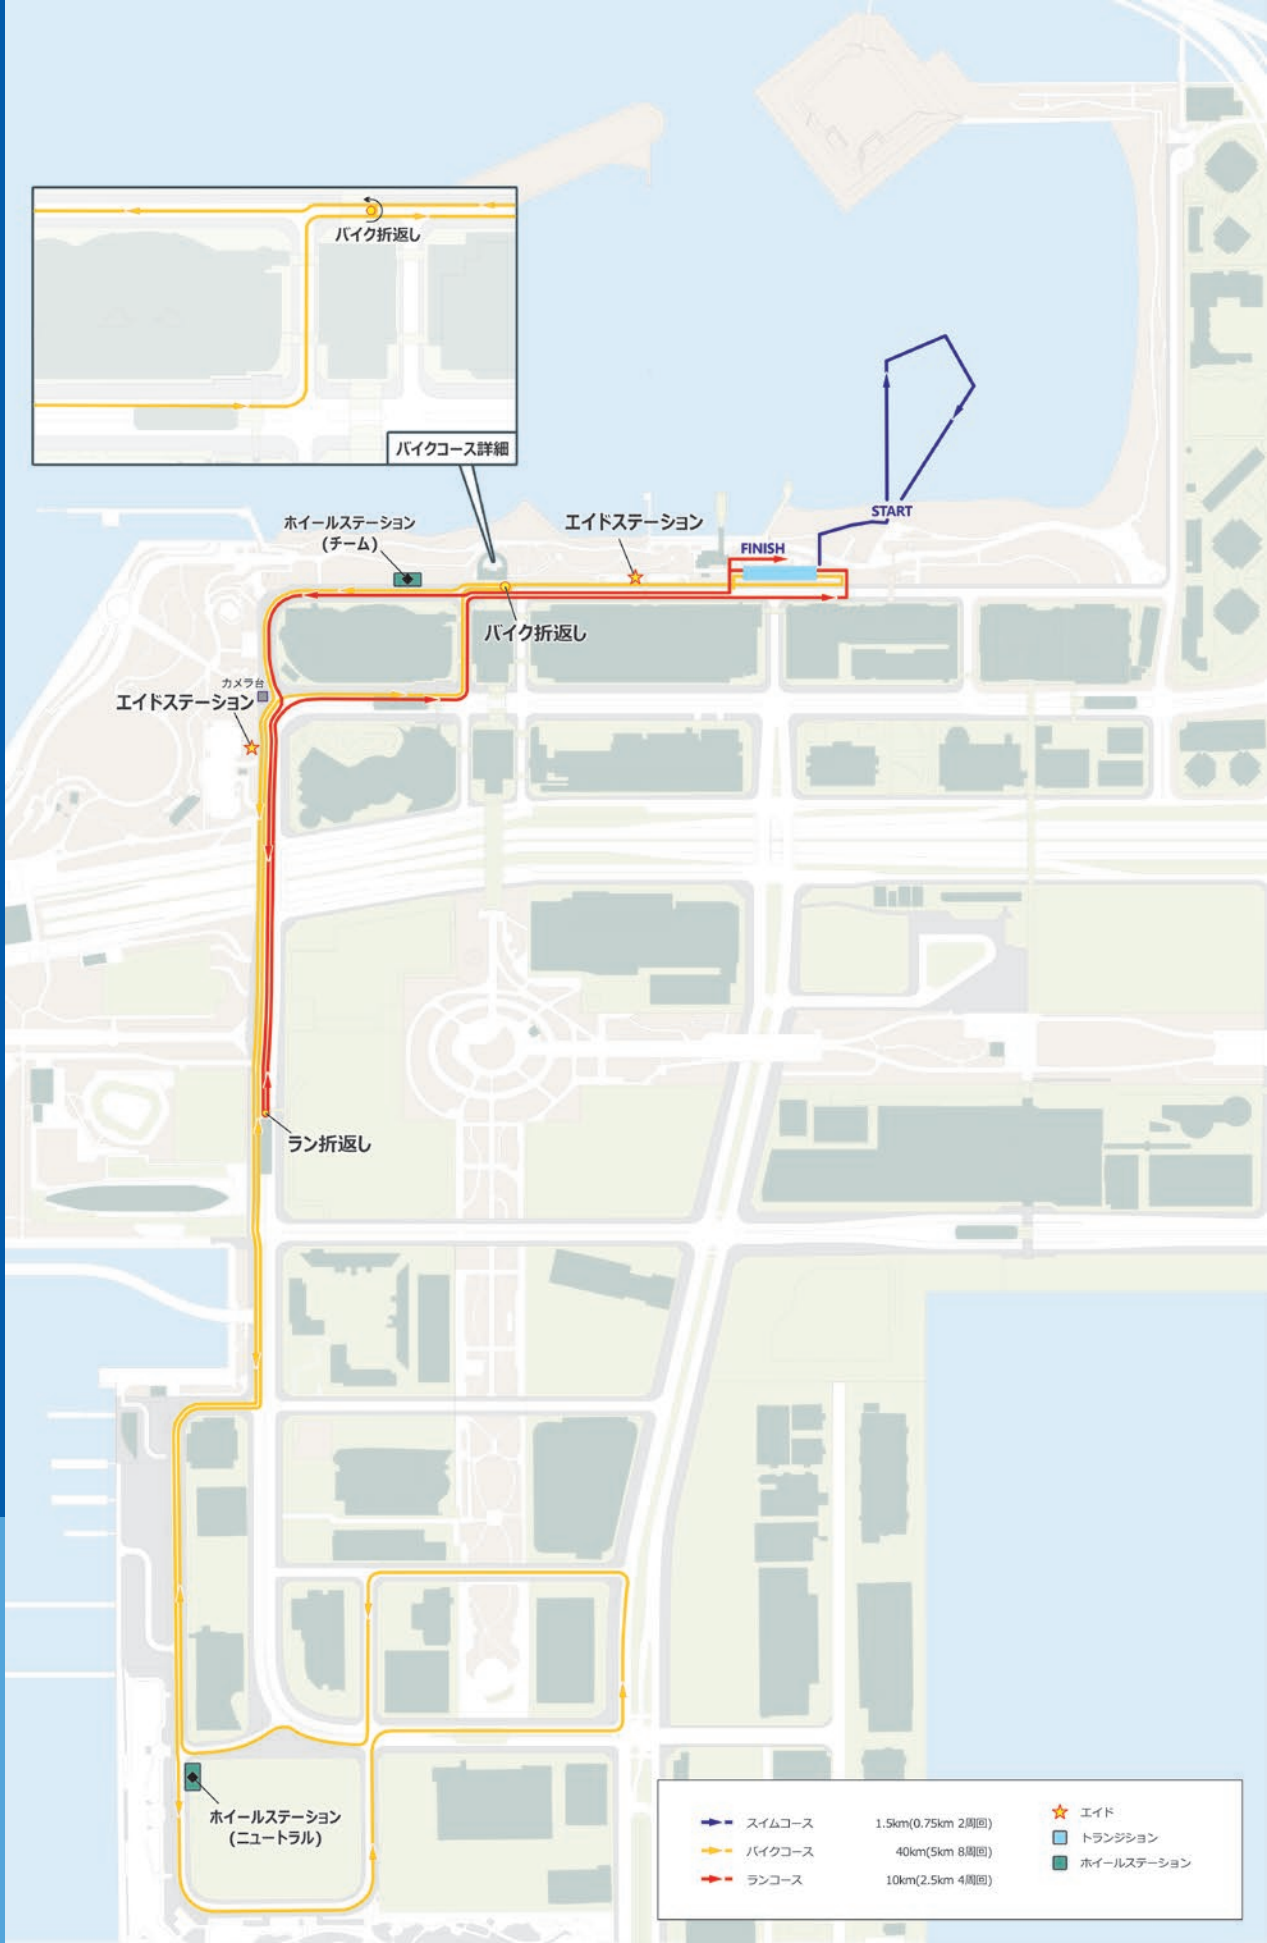 バイク折返し
バイクコース詳細
START
ホイールステーション
(チーム)
エイドステーション
FINISH
バイク折返し
カメラ台
エイドステーション
ラン折返し
ホイールステーション
(ニュートラル)
スイムコース 1.5km(0.75km 2周回)
バイクコース 40km(5km 8周回)
ランコース 10km(2.5km 4周回)
エイド
トランジション
ホイールステーション